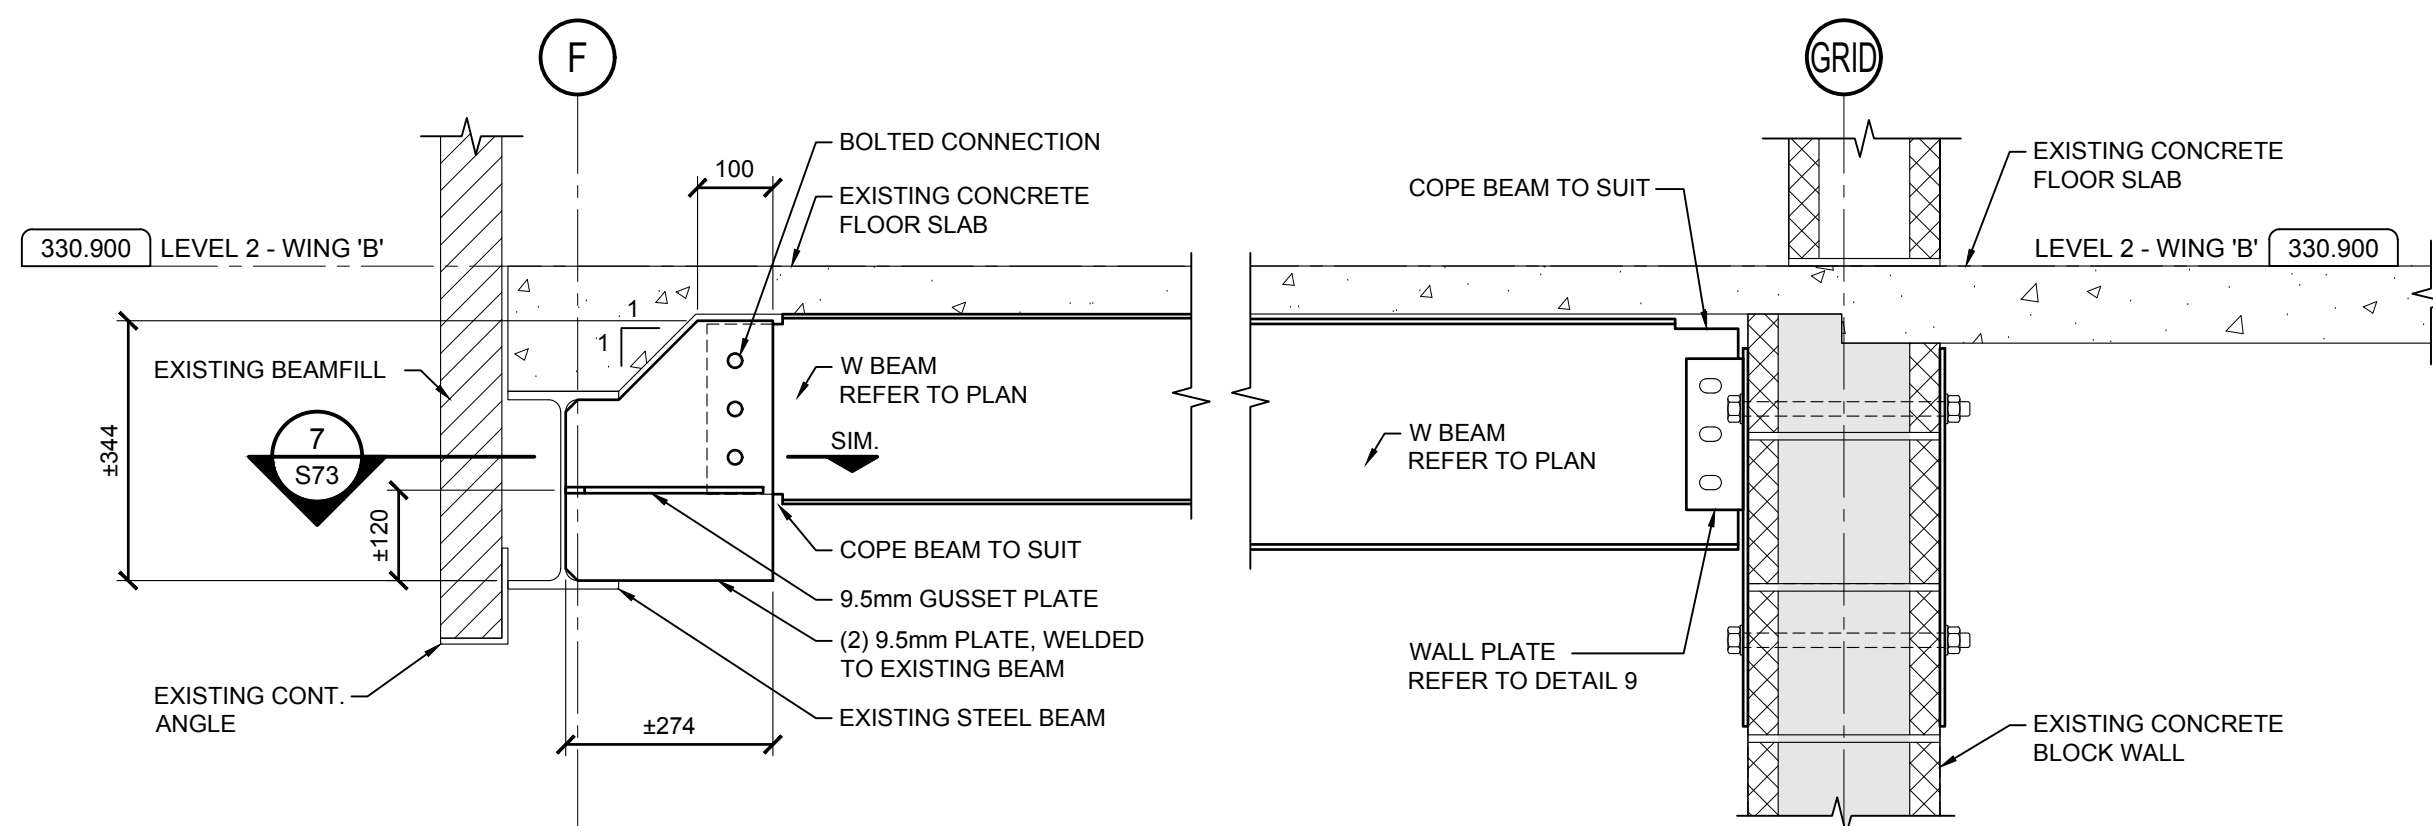 F
GRID
BOLTED CONNECTION
100
EXISTING CONCRETE
FLOOR SLAB
COPE BEAM TO SUIT
EXISTING CONCRETE
FLOOR SLAB
330.900 LEVEL 2 - WING 'B'
LEVEL 2 - WING 'B' 330.900
1
1
EXISTING BEAMFILL
W BEAM
REFER TO PLAN
7
S73
SIM.
W BEAM
REFER TO PLAN
±344
±120
COPE BEAM TO SUIT
9.5mm GUSSET PLATE
(2) 9.5mm PLATE, WELDED
TO EXISTING BEAM
WALL PLATE
REFER TO DETAIL 9
EXISTING CONT.
ANGLE
±274
EXISTING STEEL BEAM
EXISTING CONCRETE
BLOCK WALL